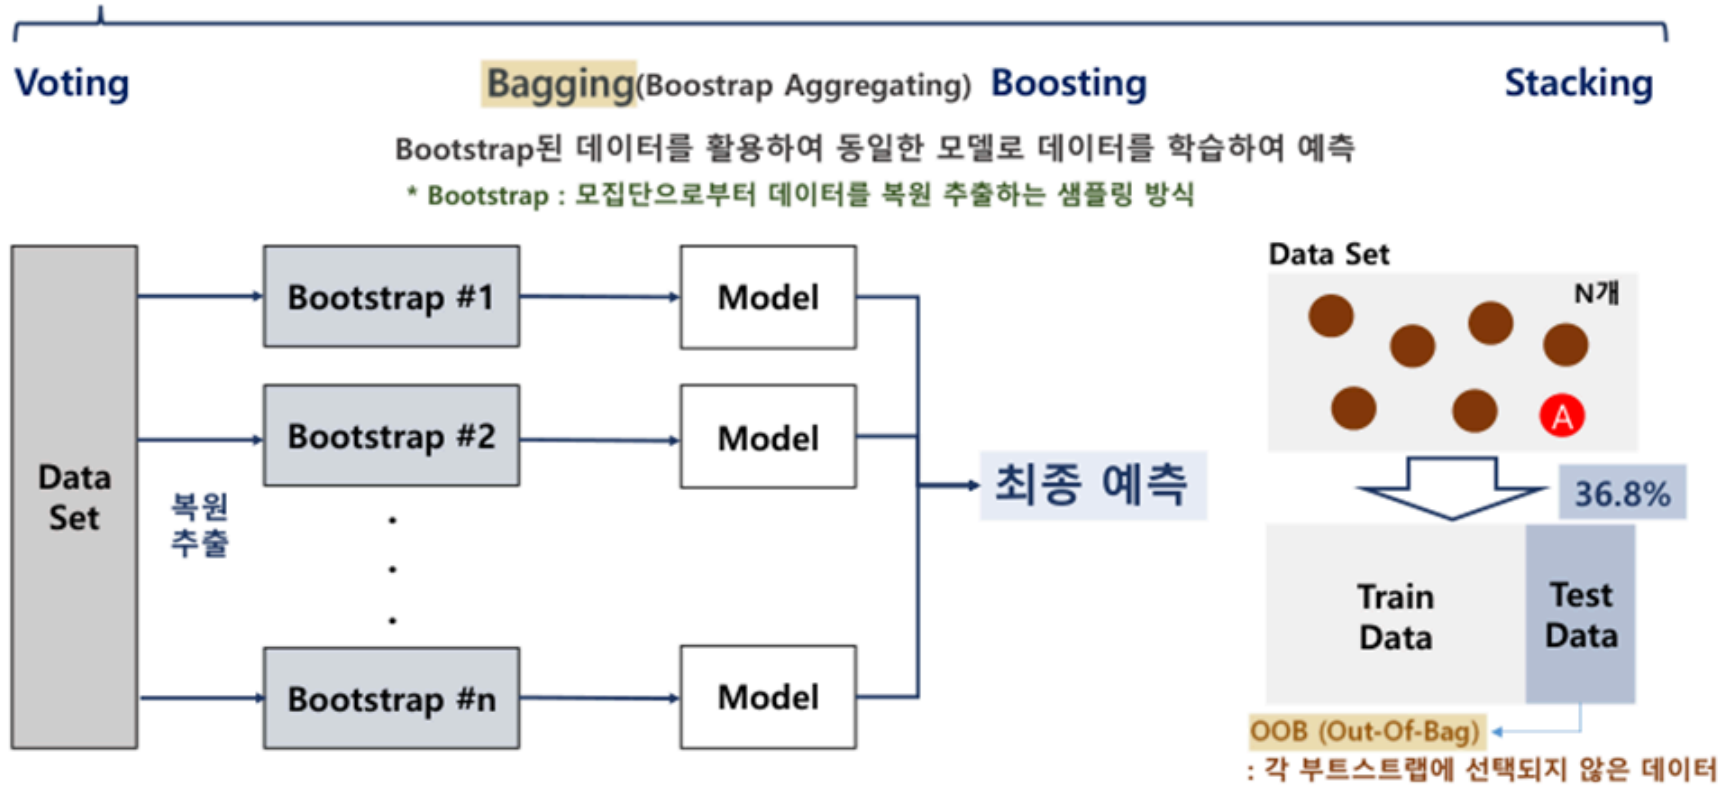 Voting
Bagging(Boostrap Aggregating)
Boosting
Stacking
Bootstrap된 데이터를 활용하여 동일한 모델로 데이터를 학습하여 예측
* Bootstrap : 모집단으로부터 데이터를 복원 추출하는 샘플링 방식
Data
Set
복원
추출
Bootstrap #1
Model
Bootstrap #2
Model
Bootstrap #n
Model
최종 예측
Data Set
N개
A
36.8%
Train
Data
Test
Data
OOB (Out-Of-Bag)
: 각 부트스트랩에 선택되지 않은 데이터